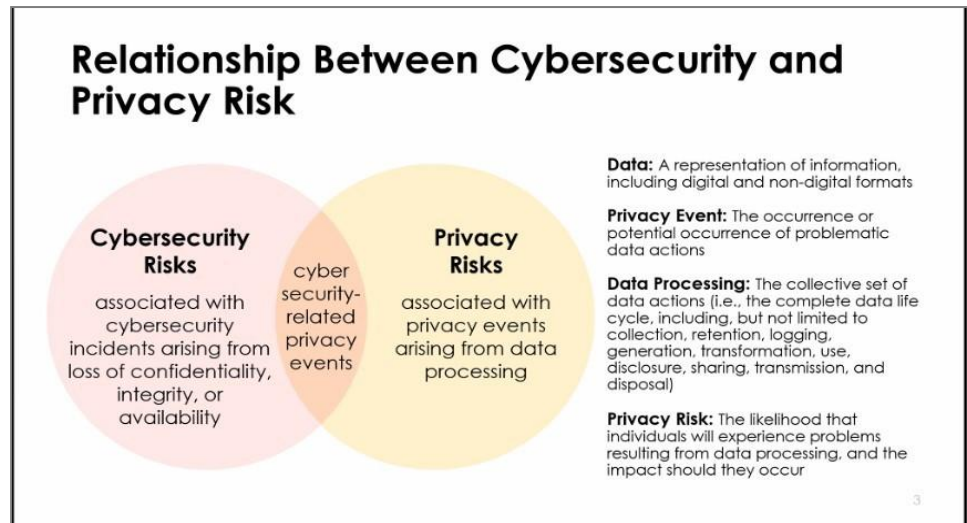 Relationship Between Cybersecurity and
Privacy Risk
Cybersecurity
Risks
associated with
cybersecurity
incidents arising from
loss of confidentiality,
integrity, or
availability
cyber
security-
related
privacy
events
Privacy
Risks
associated with
privacy events
arising from data
processing
Data: A representation of information,
including digital and non-digital formats
Privacy Event: The occurrence or
potential occurrence of problematic
data actions
Data Processing: The collective set of
data actions (i.e., the complete data life
cycle, including, but not limited to
collection, retention, logging,
generation, transformation, use,
disclosure, sharing, transmission, and
disposal)
Privacy Risk: The likelihood that
individuals will experience problems
resulting from data processing, and the
impact should they occur
3